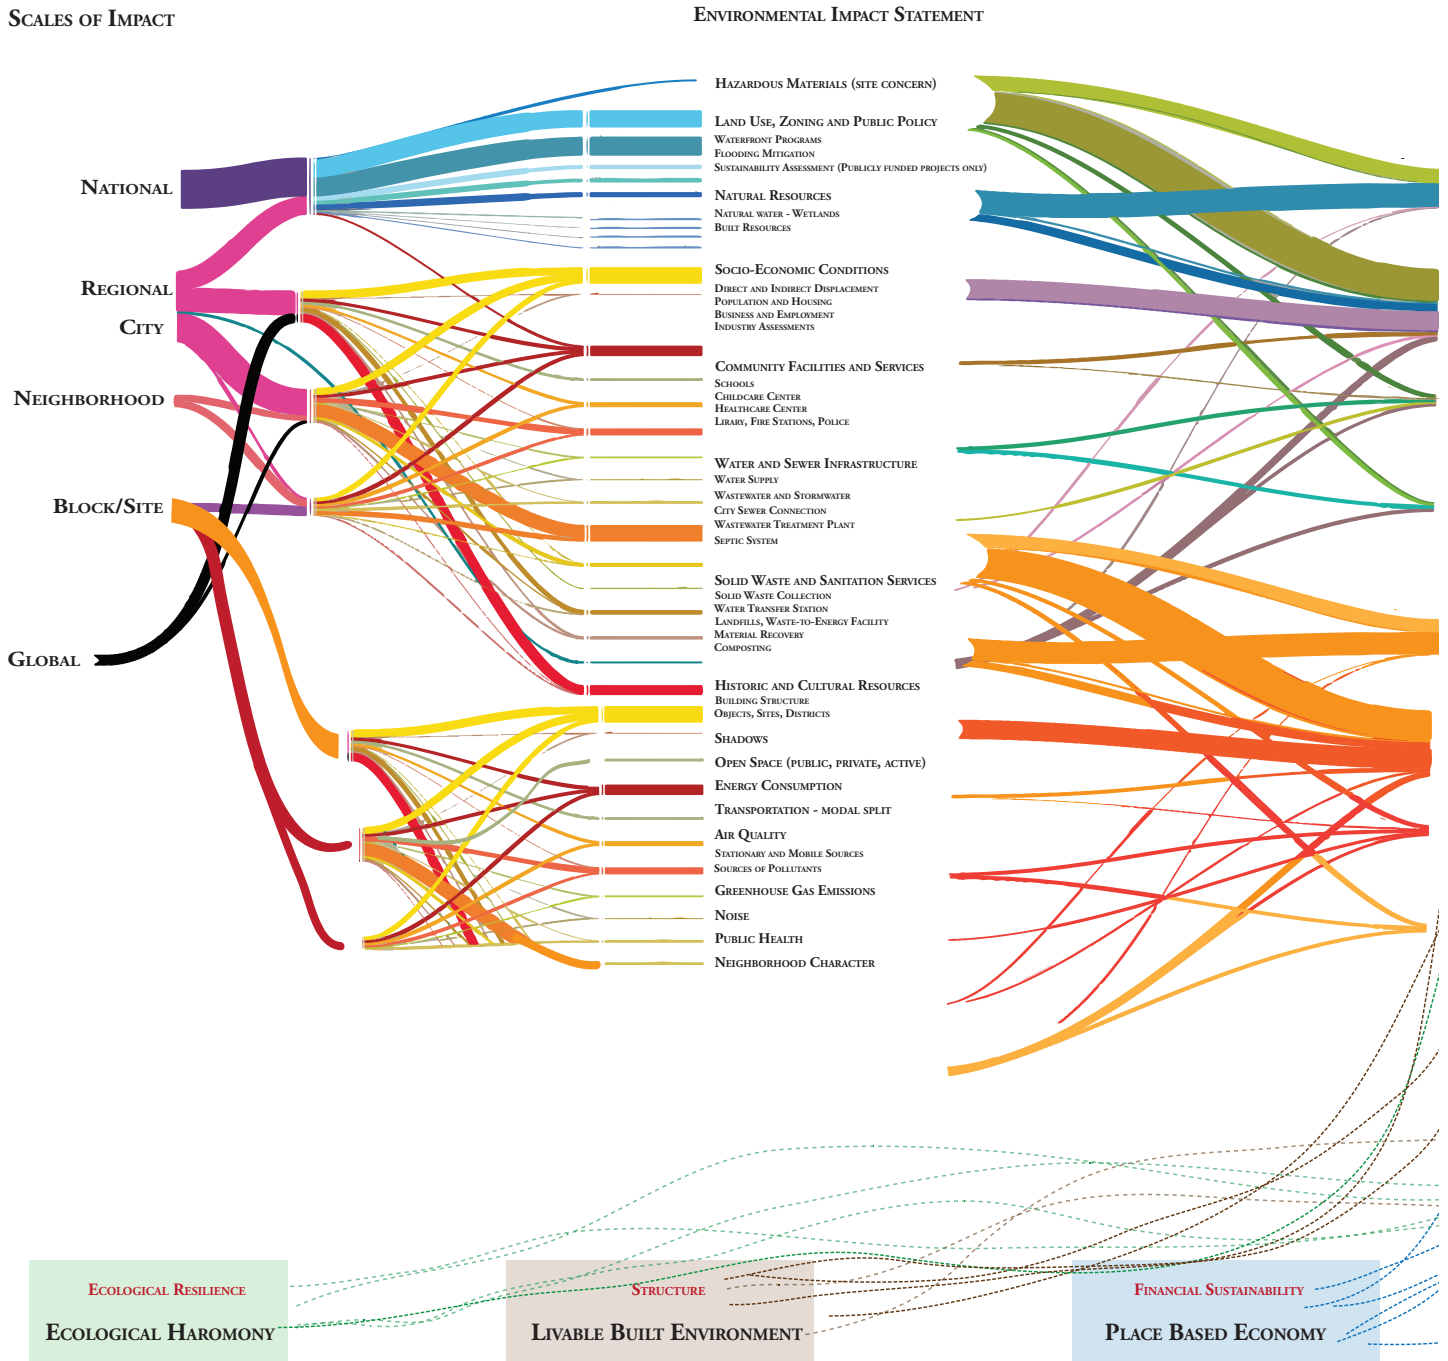 Scales of Impact
Environmental Impact Statement
National
Regional
City
Neighborhood
Block/Site
Global
Hazardous Materials (site concern)
Land Use, Zoning and Public Policy
Waterfront Programs
Flooding Mitigation
Sustainability Assessment (Publicly funded projects only)
Natural Resources
Natural water - Wetlands
Built Resources
Socio-Economic Conditions
Direct and Indirect Displacement
Population and Housing
Business and Employment
Industry Assessments
Community Facilities and Services
Schools
Childcare Center
Healthcare Center
Lirary, Fire Stations, Police
Water and Sewer Infrastructure
Water Supply
Wastewater and Stormwater
City Sewer Connection
Wastewater Treatment Plant
Septic System
Solid Waste and Sanitation Services
Solid Waste Collection
Water Transfer Station
Landfills, Waste-to-Energy Facility
Material Recovery
Composting
Historic and Cultural Resources
Building Structure
Objects, Sites, Districts
Shadows
Open Space (public, private, active)
Energy Consumption
Transportation - modal split
Air Quality
Stationary and Mobile Sources
Sources of Pollutants
Greenhouse Gas Emissions
Noise
Public Health
Neighborhood Character
Ecological Resilience
Ecological Haromony
Structure
Livable Built Environment
Financial Sustainability
Place Based Economy